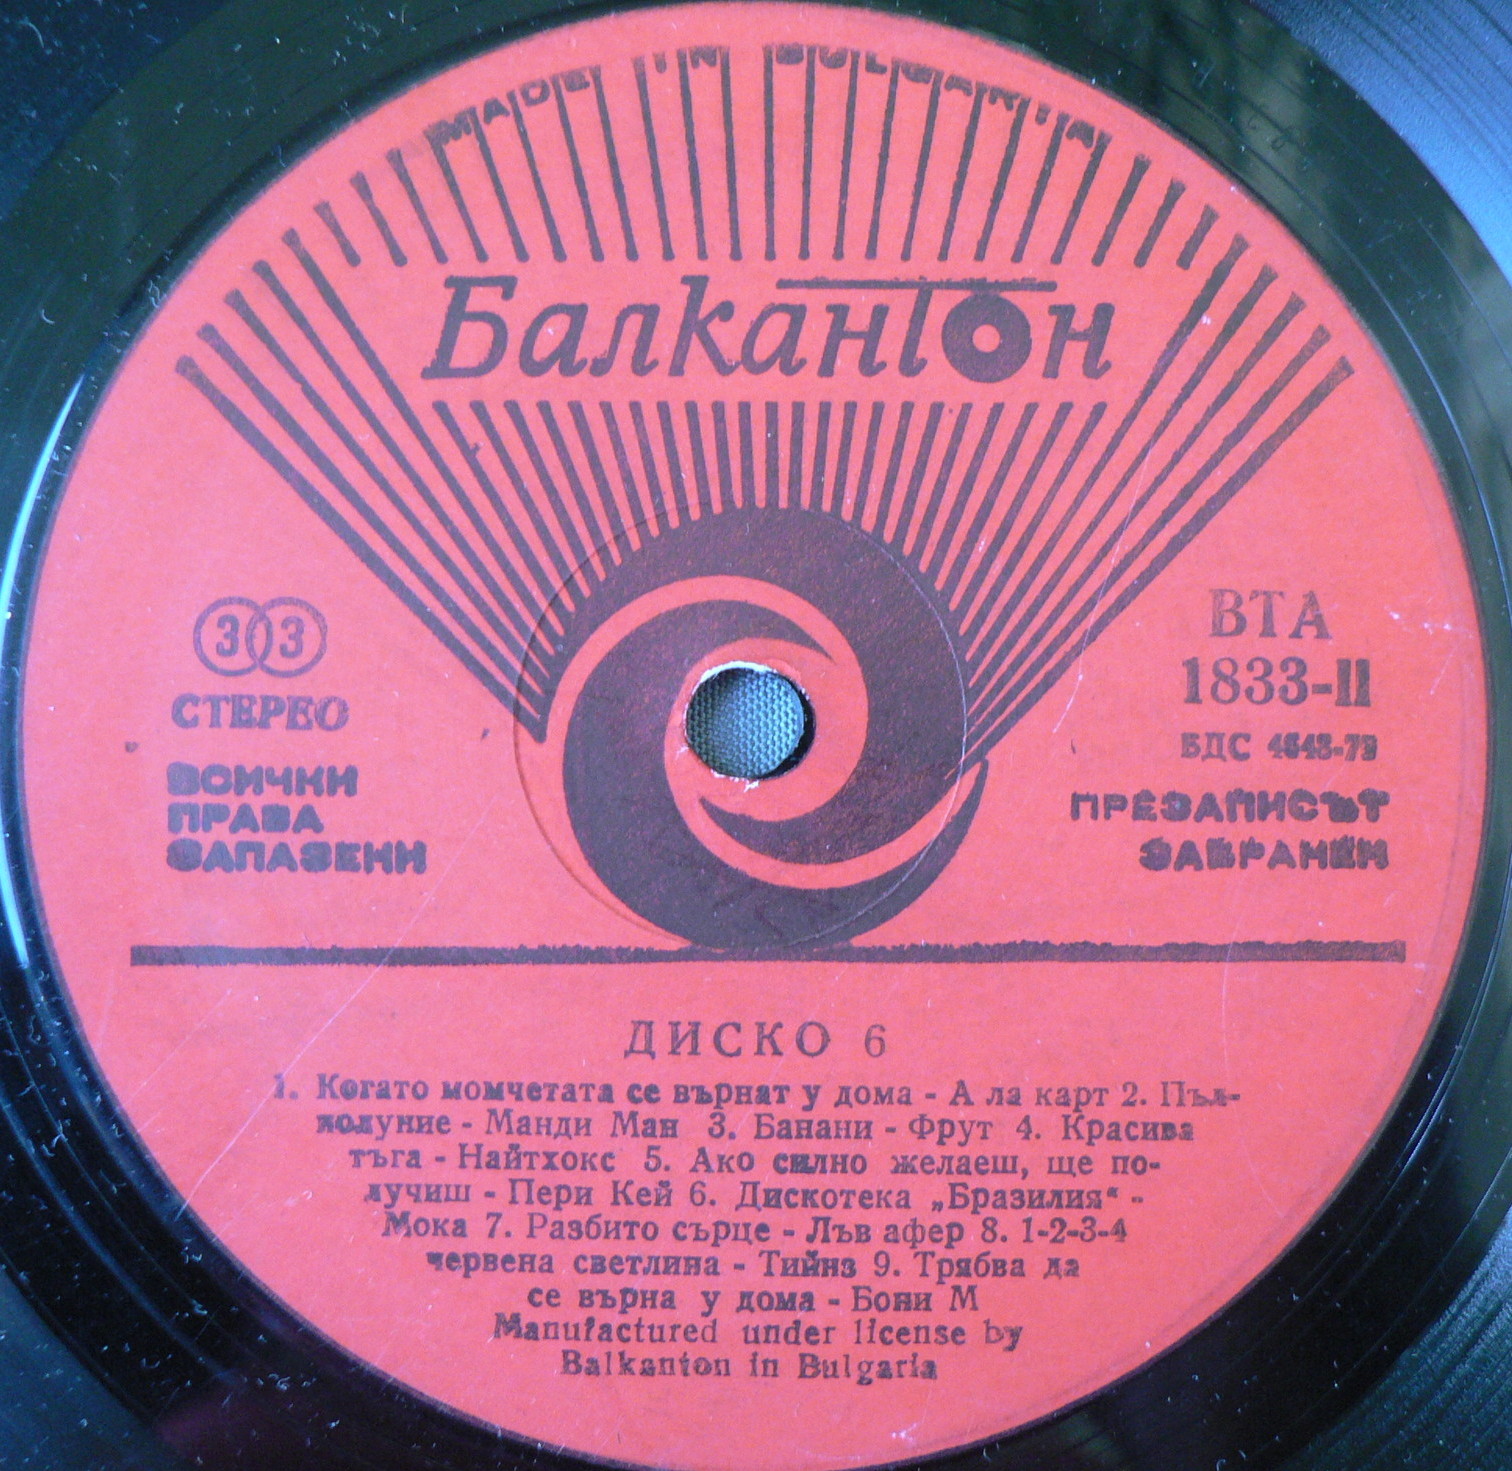 MADE IN BULGARIA
Балкантон
33
СТЕРЕО
ВСИЧКИ
ПРАВА
ЗАПАЗЕНИ
ВТА
1833-II
БДС
ПРЕЗАПИСЪТ
ЗАБРАНЕН
ДИСКО 6
1. Когато момчетата се върнат у дома - А ла карт 2. Пъл-
нолуние - Манди Ман 3. Банани - Фрут 4. Красива
тъга - Найтхокс 5. Ако силно желаеш, ще по-
лучиш - Пери Кей 6. Дискотека „Бразилия“ -
Мока 7. Разбито сърце - Лъв афер 8. 1-2-3-4
червена светлина - Тийнз 9. Трябва да
се върна у дома - Бони М
Manufactured under license by
Balkanton in Bulgaria